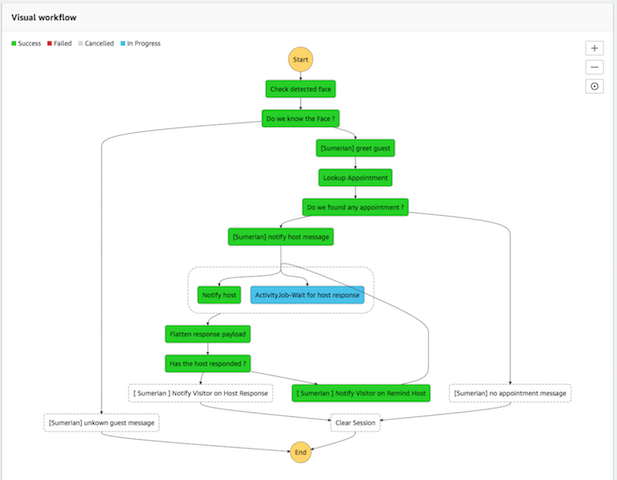 Visual workflow
Success Failed Cancelled In Progress
Start
Check detected face
Do we know the Face ?
[Sumerian] greet guest
Lookup Appointment
Do we found any appointment ?
[Sumerian] notify host message
Notify host
ActivityJob-Wait for host response
Flatten response payload
Has the host responded ?
[ Sumerian ] Notify Visitor on Host Response
[ Sumerian ] Notify Visitor on Remind Host
[Sumerian] no appointment message
[Sumerian] unkown guest message
Clear Session
End